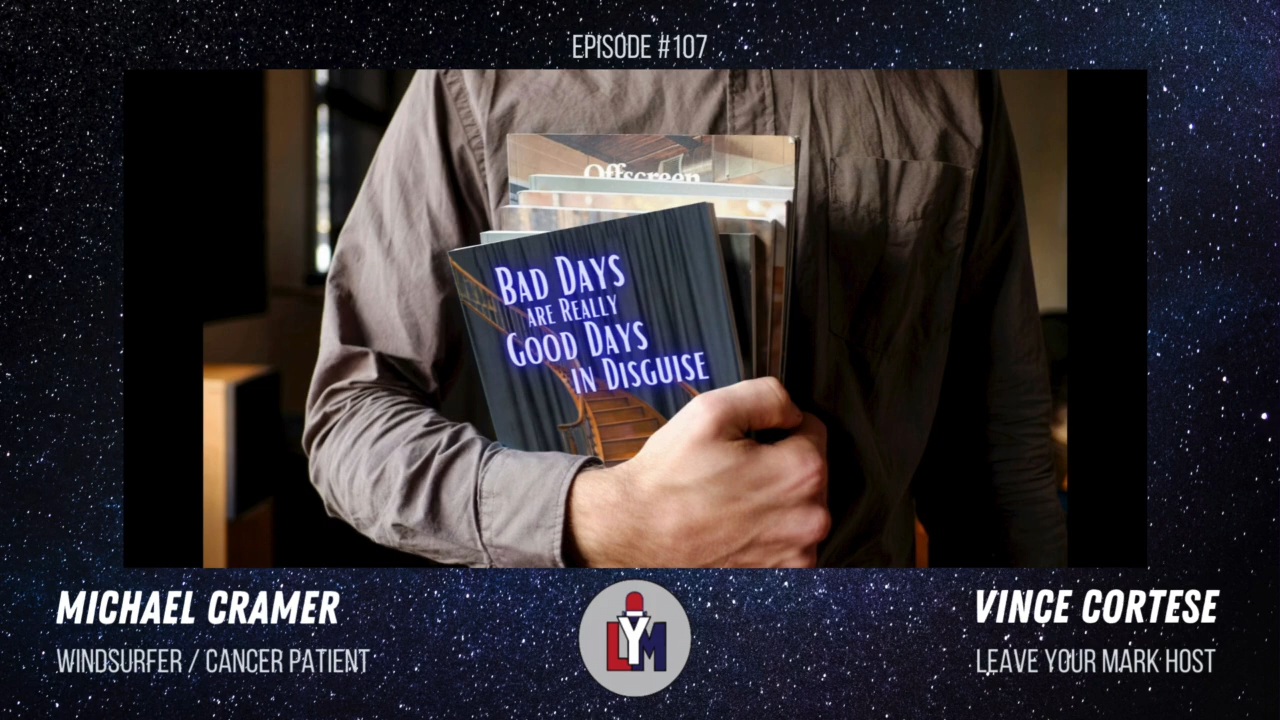 EPISODE #107
Offscreen
BAD DAYS
ARE REALLY
GOOD DAYS
IN DISGUISE
MICHAEL CRAMER
WINDSURFER / CANCER PATIENT
LYM
VINCE CORTESE
LEAVE YOUR MARK HOST